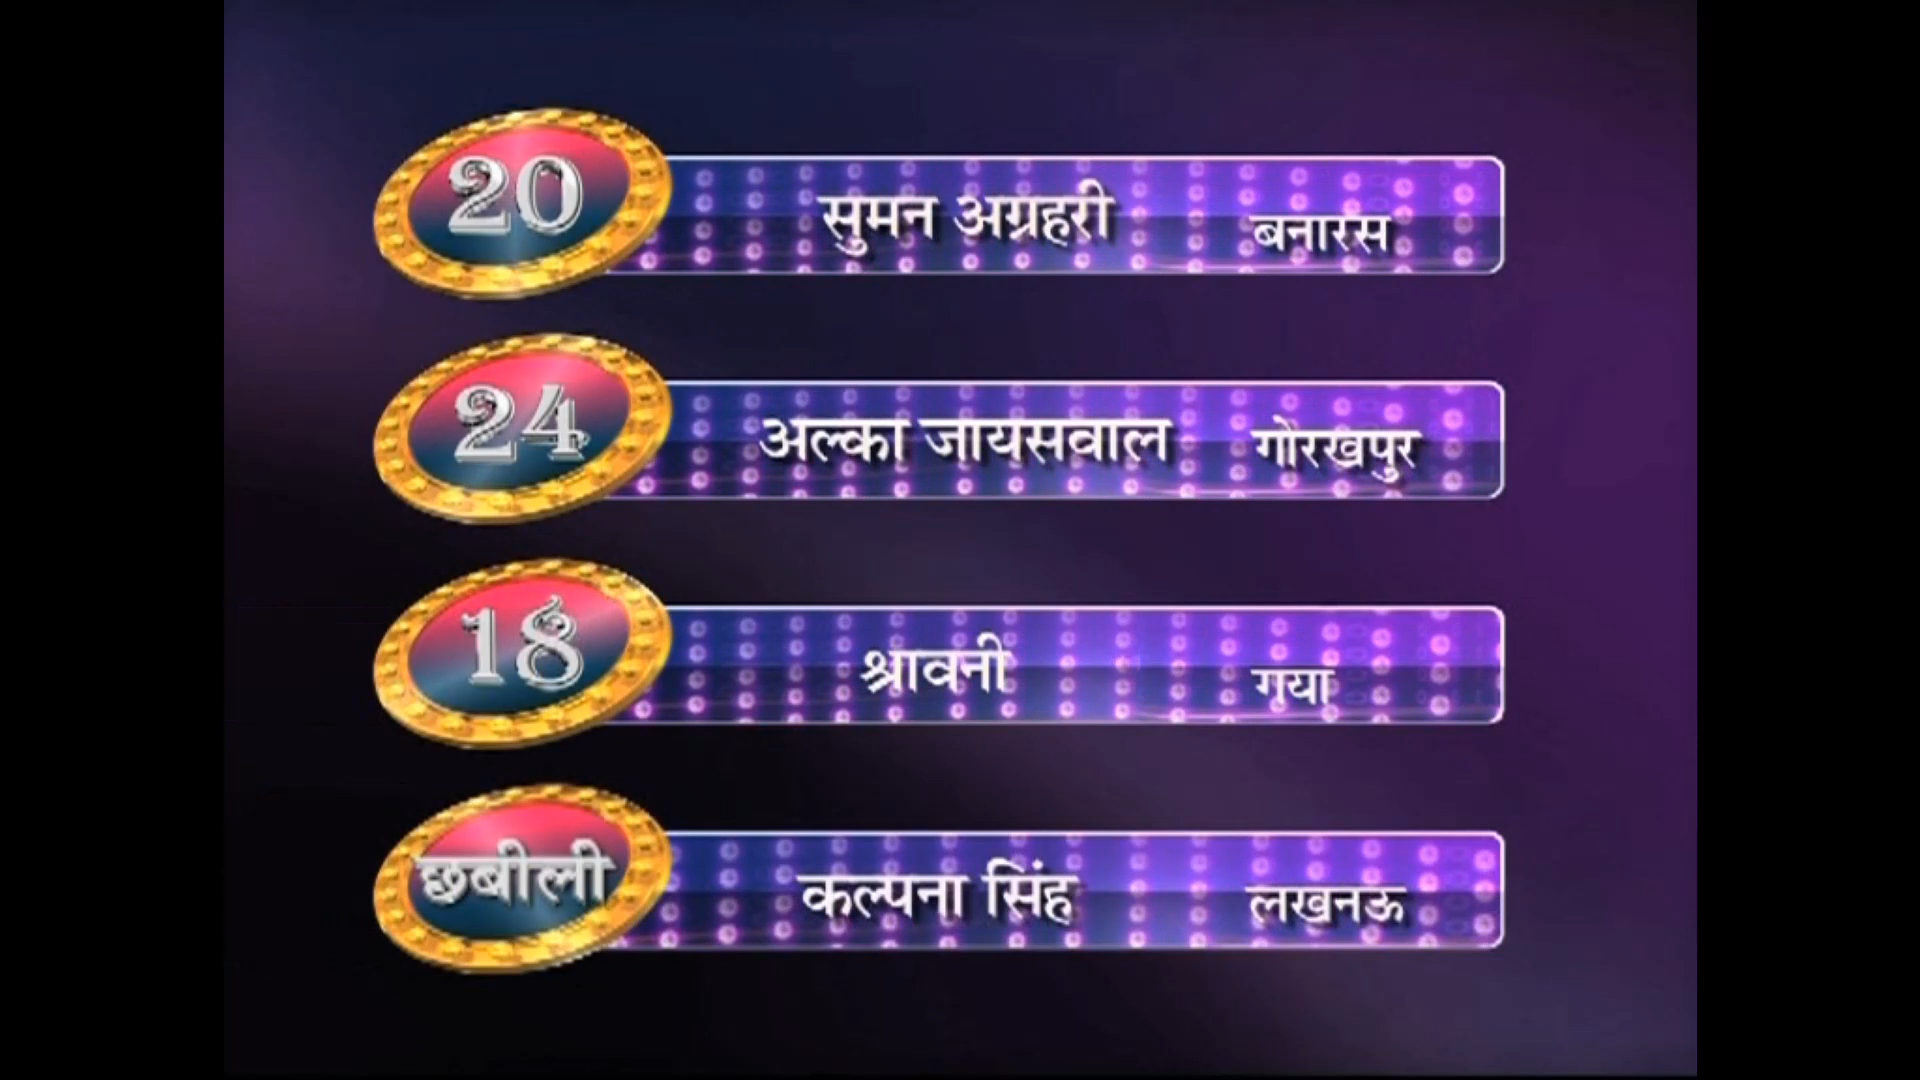 20 सुमन अग्रहरी बनारस
24 अल्का जायसवाल गोरखपुर
18 श्रावनी गया
छबीली कल्पना सिंह लखनऊ